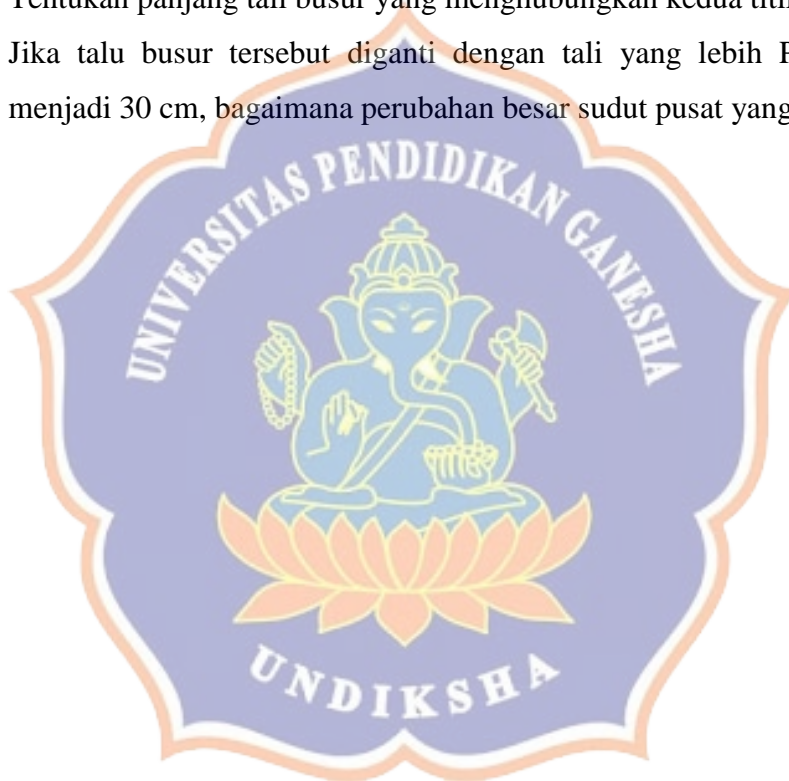 Tentukan panjang tali busur yang menghubungkan kedua titi
Jika talu busur tersebut diganti dengan tali yang lebih P
menjadi 30 cm, bagaimana perubahan besar sudut pusat yang
UNIVERSITAS PENDIDIKAN GANESHA
UNDIKSHA